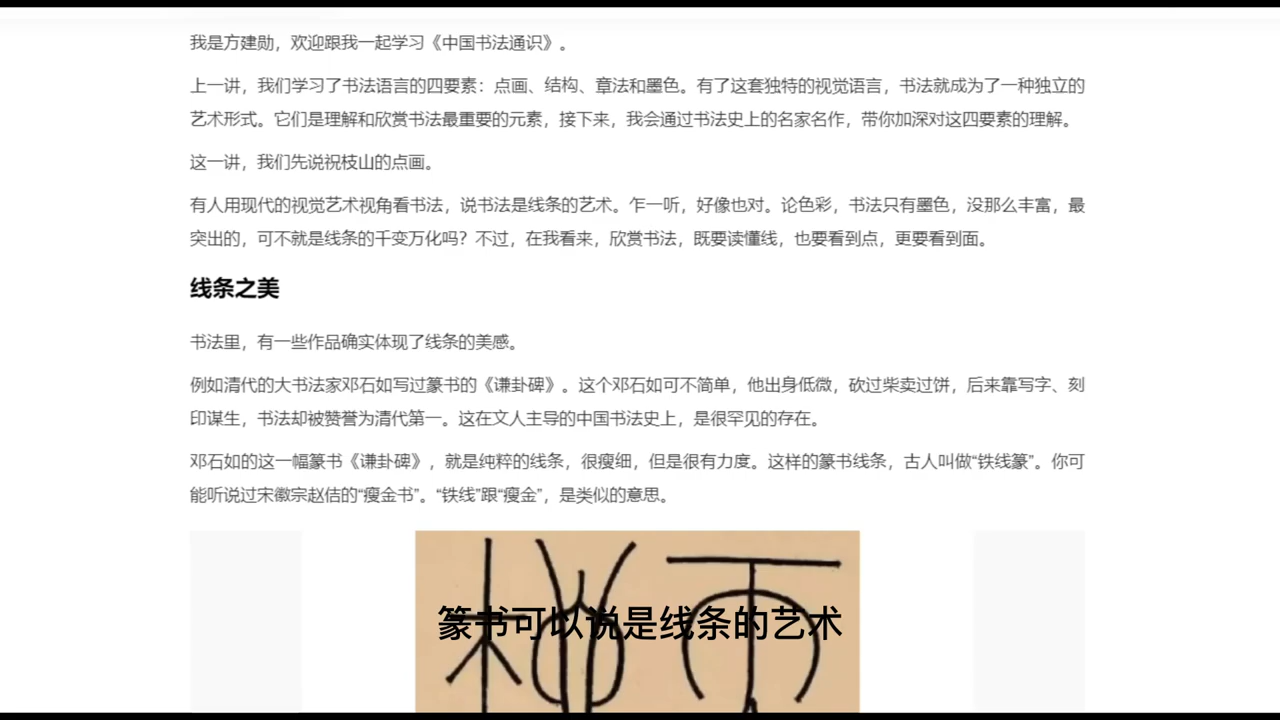 我是方建勋，欢迎跟我一起学习《中国书法通识》。
上一讲，我们学习了书法语言的四要素：点画、结构、章法和墨色。有了这套独特的视觉语言，书法就成为了一种独立的
艺术形式。它们是理解和欣赏书法最重要的元素，接下来，我会通过书法史上的名家名作，带你加深对这四要素的理解。
这一讲，我们先说祝枝山的点画。
有人用现代的视觉艺术视角看书法，说书法是线条的艺术。乍一听，好像也对。论色彩，书法只有墨色，没那么丰富，最
突出的，可不就是线条的千变万化吗？不过，在我看来，欣赏书法，既要读懂线，也要看到点，更要看到面。
线条之美
书法里，有一些作品确实体现了线条的美感。
例如清代的大书法家邓石如写过篆书的《谦卦碑》。这个邓石如可不简单，他出身低微，砍过柴卖过饼，后来靠写字、刻
印谋生，书法却被赞誉为清代第一。这在文人主导的中国书法史上，是很罕见的存在。
邓石如的这一幅篆书《谦卦碑》，就是纯粹的线条，很瘦细，但是很有力度。这样的篆书线条，古人叫做“铁线篆”。你可
能听说过宋徽宗赵佶的“瘦金书”。“铁线”跟“瘦金”，是类似的意思。
篆书可以说是线条的艺术